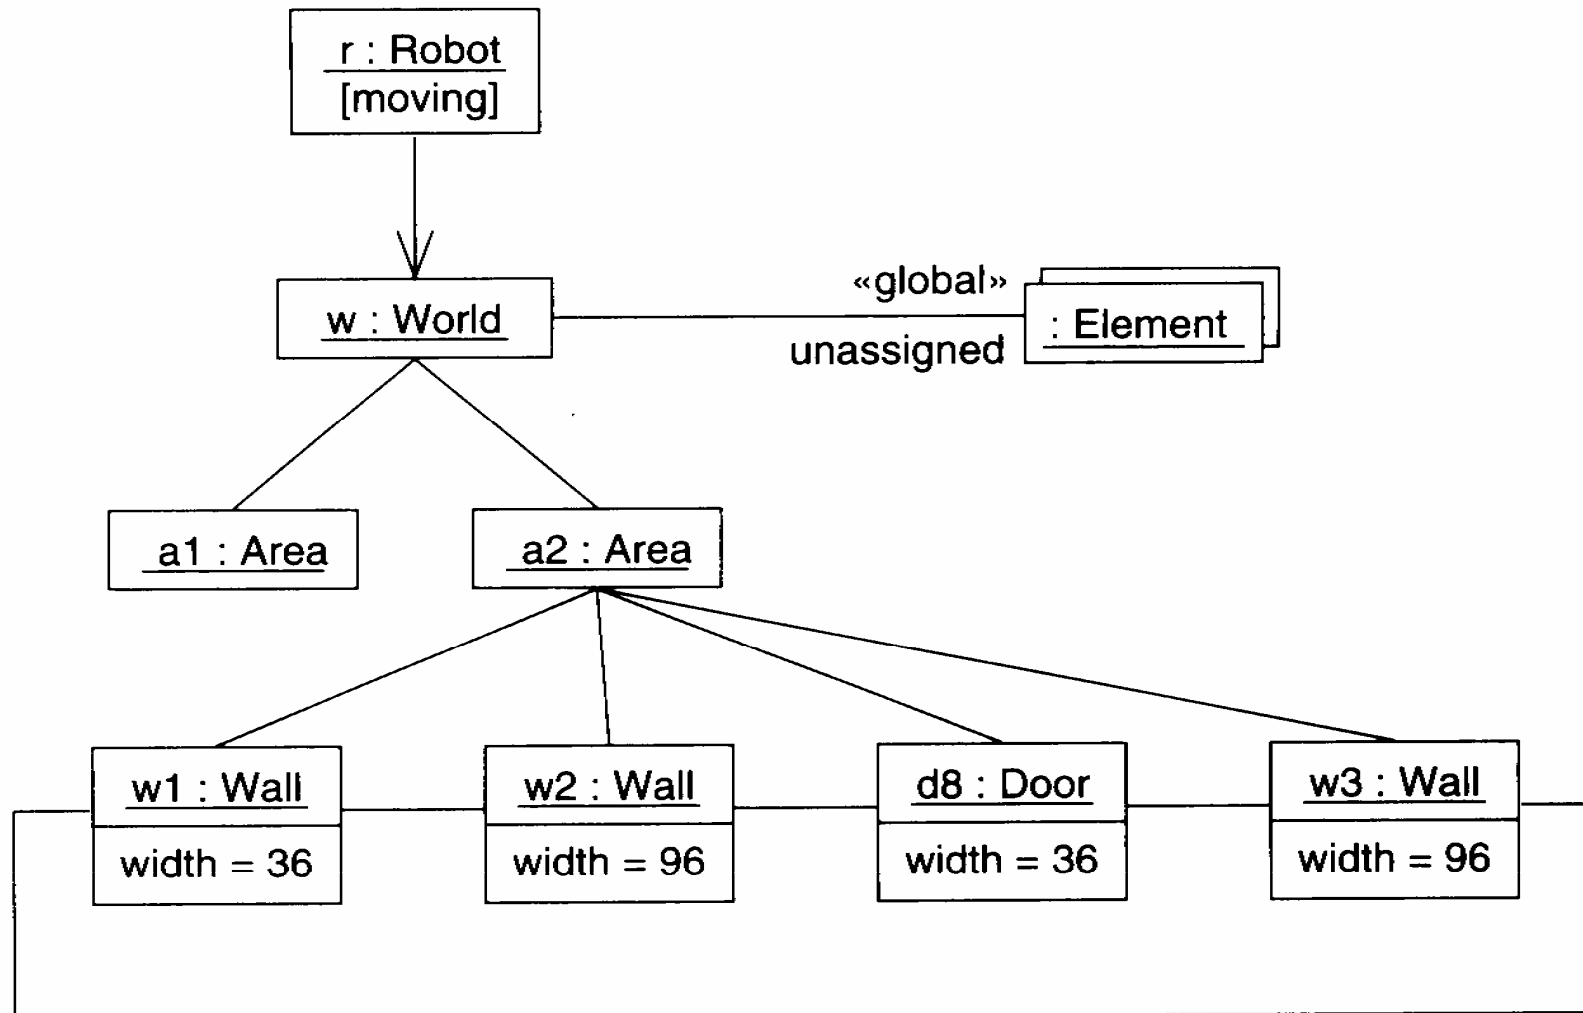 r : Robot
[moving]
«global»
w : World
: Element
unassigned
a1 : Area
a2 : Area
w1 : Wall
w2 : Wall
d8 : Door
w3 : Wall
width = 36
width = 96
width = 36
width = 96